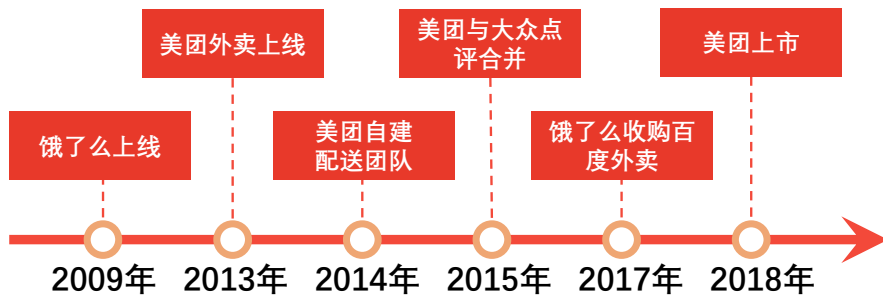 美团外卖上线
美团与大众点
评合并
美团上市
饿了么上线
美团自建
配送团队
饿了么收购百
度外卖
2009年 2013年 2014年 2015年 2017年 2018年